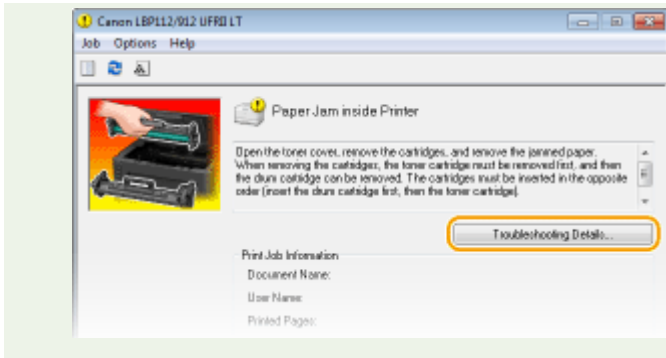 Canon LBP112/912 UFRII LT
Job Options Help
Paper Jam inside Printer
Open the toner cover, remove the cartridges, and remove the jammed paper.
When removing the cartridges, the toner cartridge must be removed first, and then
the drum cartridge can be removed. The cartridges must be inserted in the opposite
order (insert the drum cartridge first, then the toner cartridge).
Troubleshooting Details...
Print Job Information
Document Name:
User Name:
Printed Pages: